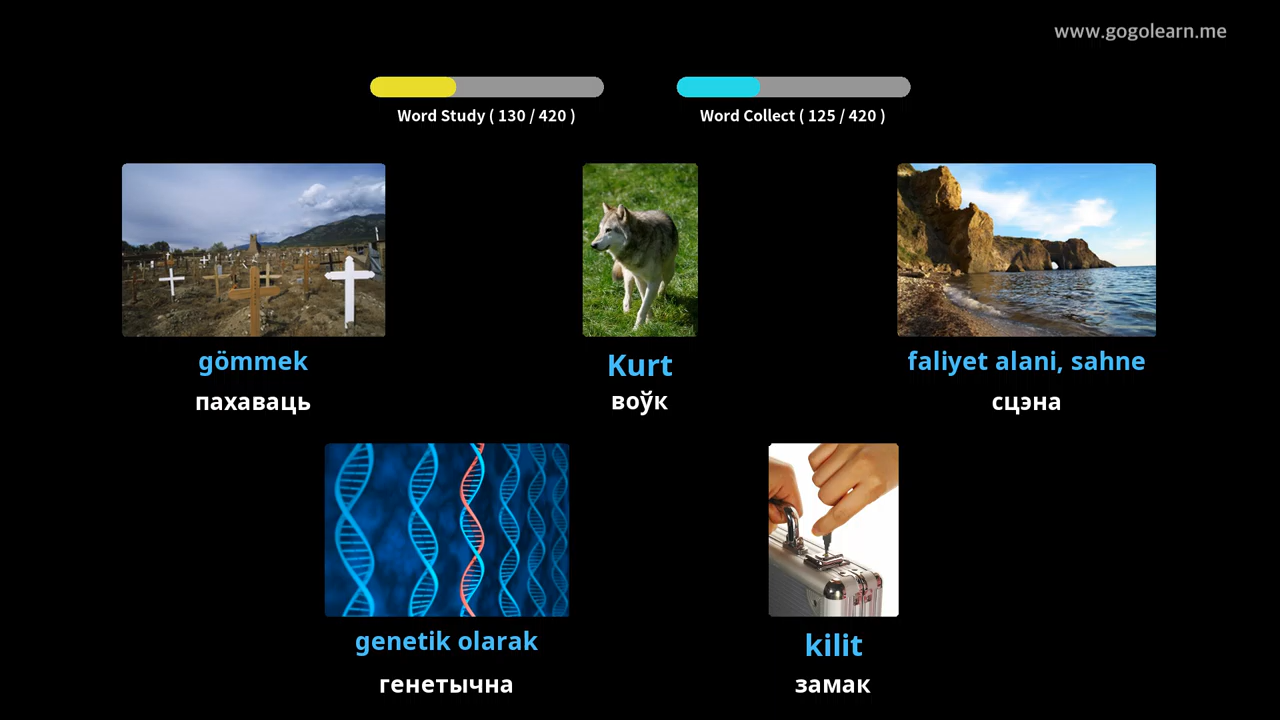 www.gogolearn.me
Word Study ( 130 / 420 )
Word Collect ( 125 / 420 )
gömmek
пахаваць
Kurt
воўк
faliyet alani, sahne
сцэна
genetik olarak
генетычна
kilit
замак